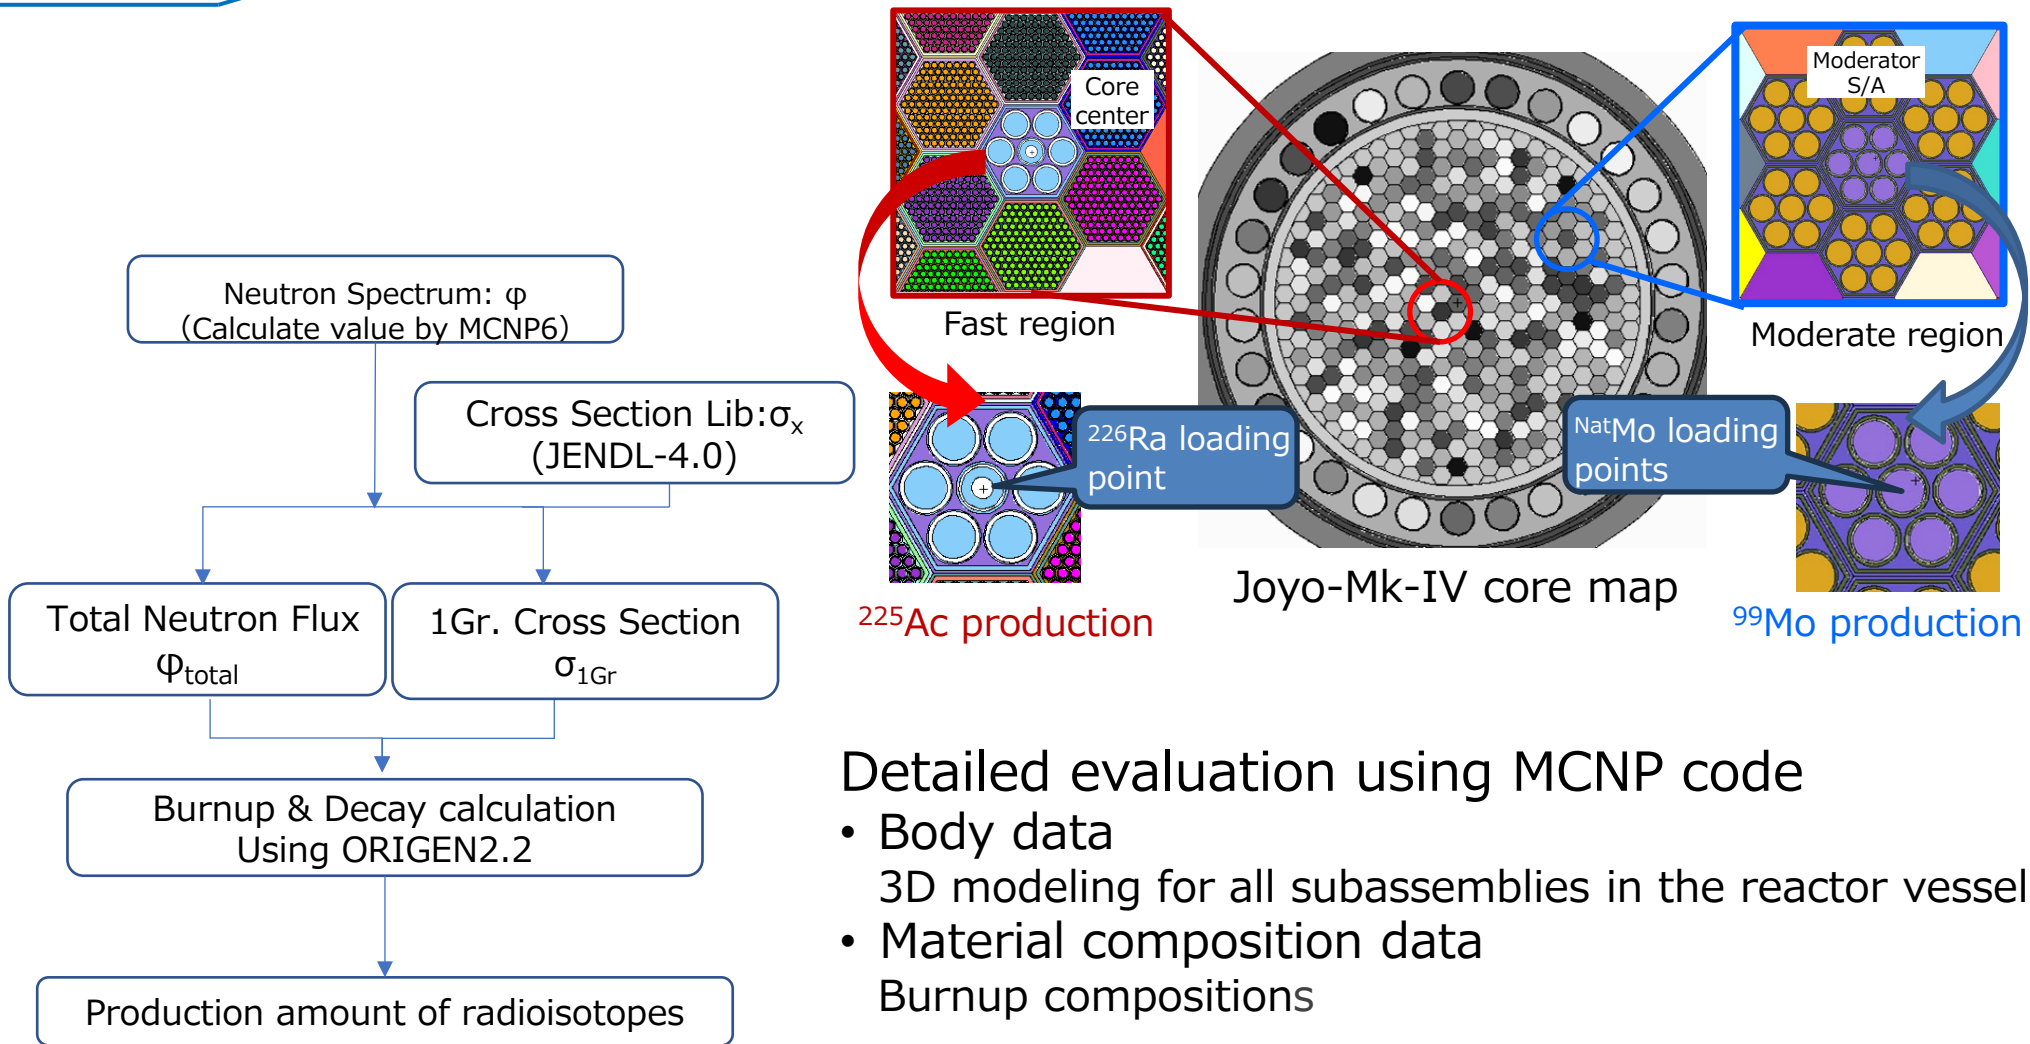 Neutron Spectrum: φ
(Calculate value by MCNP6)
Cross Section Lib:σx
(JENDL-4.0)
Total Neutron Flux
φtotal
1Gr. Cross Section
σ1Gr
Burnup & Decay calculation
Using ORIGEN2.2
Production amount of radioisotopes
Core
center
Fast region
Moderator
S/A
Moderate region
226Ra loading
point
NatMo loading
points
225Ac production
Joyo-Mk-IV core map
99Mo production
Detailed evaluation using MCNP code
• Body data
3D modeling for all subassemblies in the reactor vessel
• Material composition data
Burnup compositions